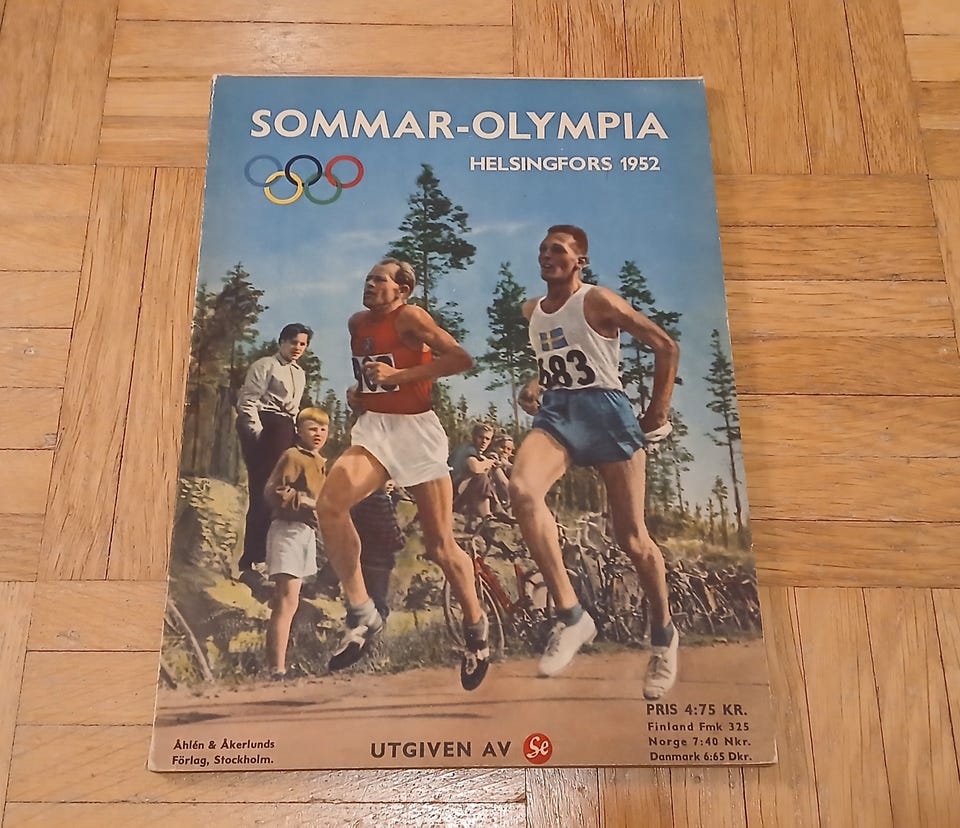 SOMMAR-OLYMPIA
HELSINGFORS 1952
683
PRIS 4:75 KR.
Finland Fmk 325
Norge 7:40 Nkr.
Danmark 6:65 Dkr.
UTGIVEN AV Se
Åhlén & Åkerlunds
Förlag, Stockholm.